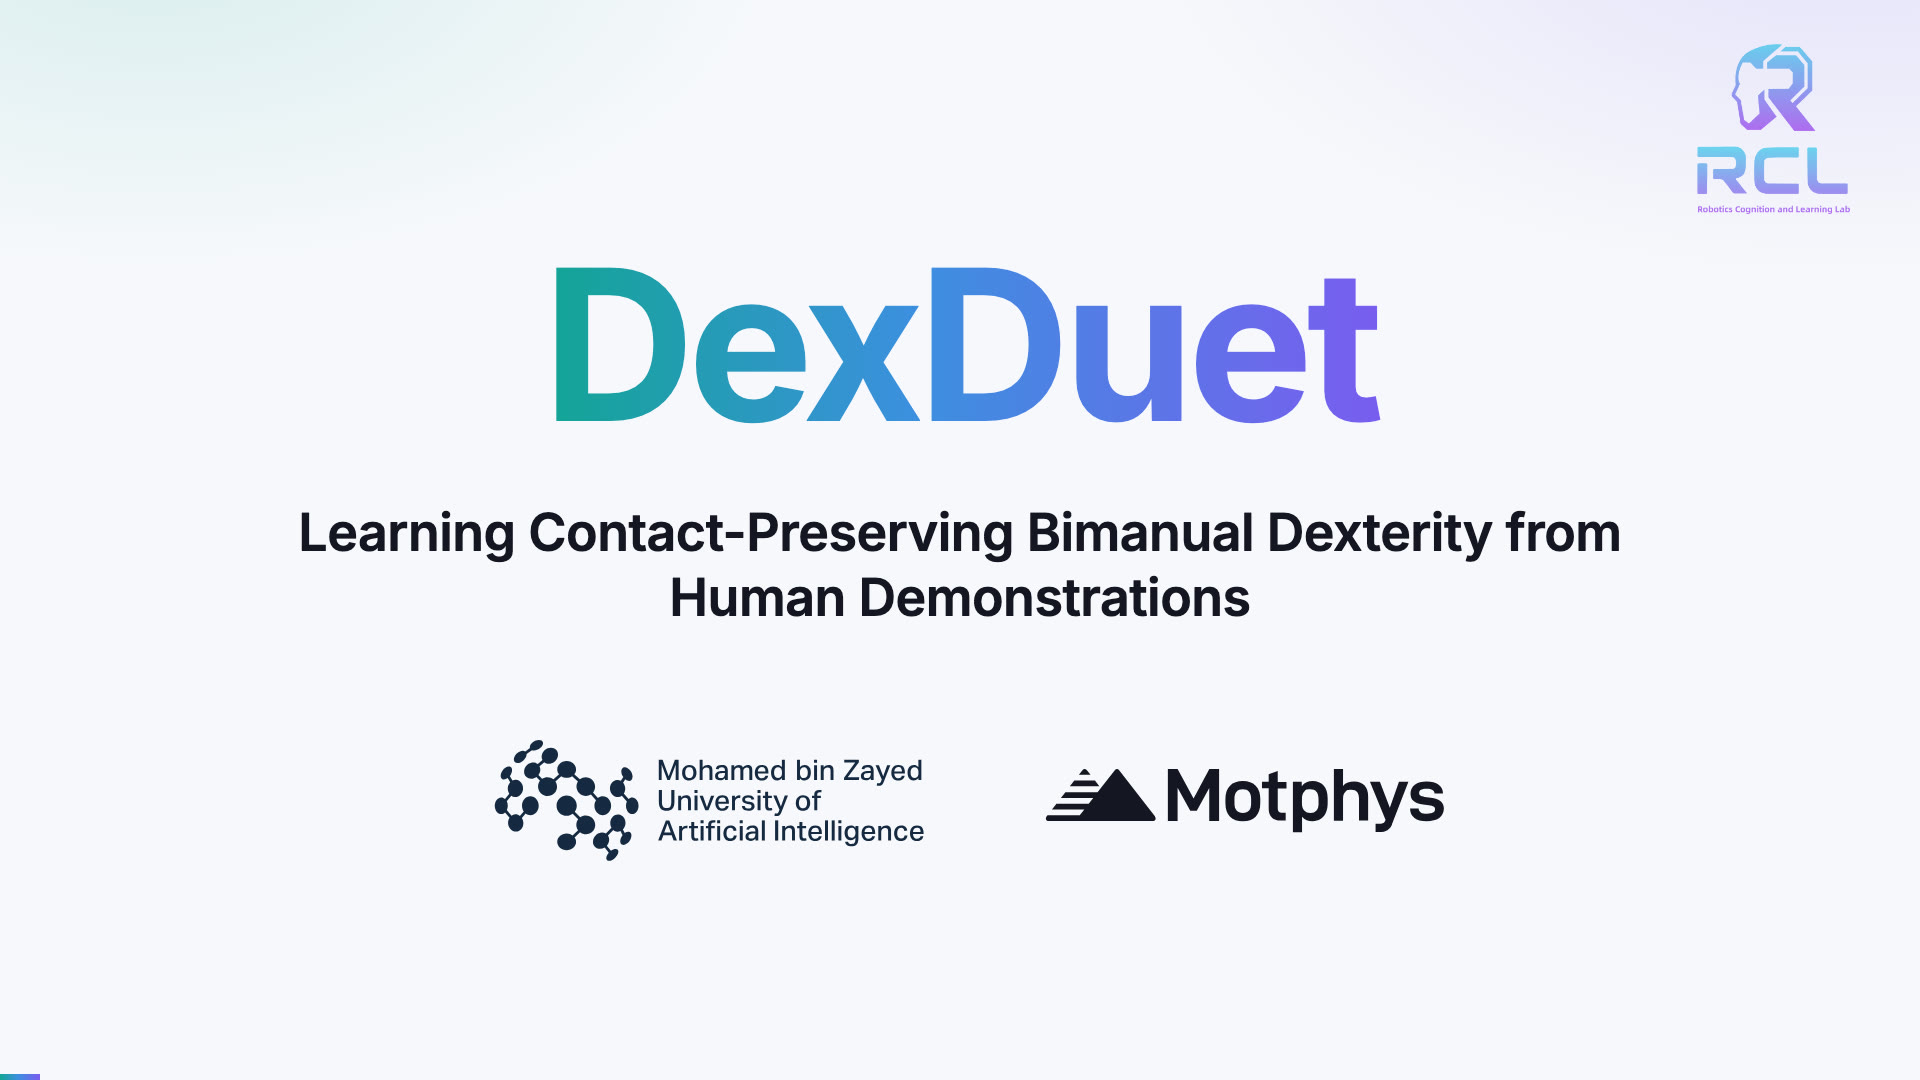 RCL
Robotics Cognition and Learning Lab
DexDuet
Learning Contact-Preserving Bimanual Dexterity from
Human Demonstrations
Mohamed bin Zayed
University of
Artificial Intelligence
Motphys